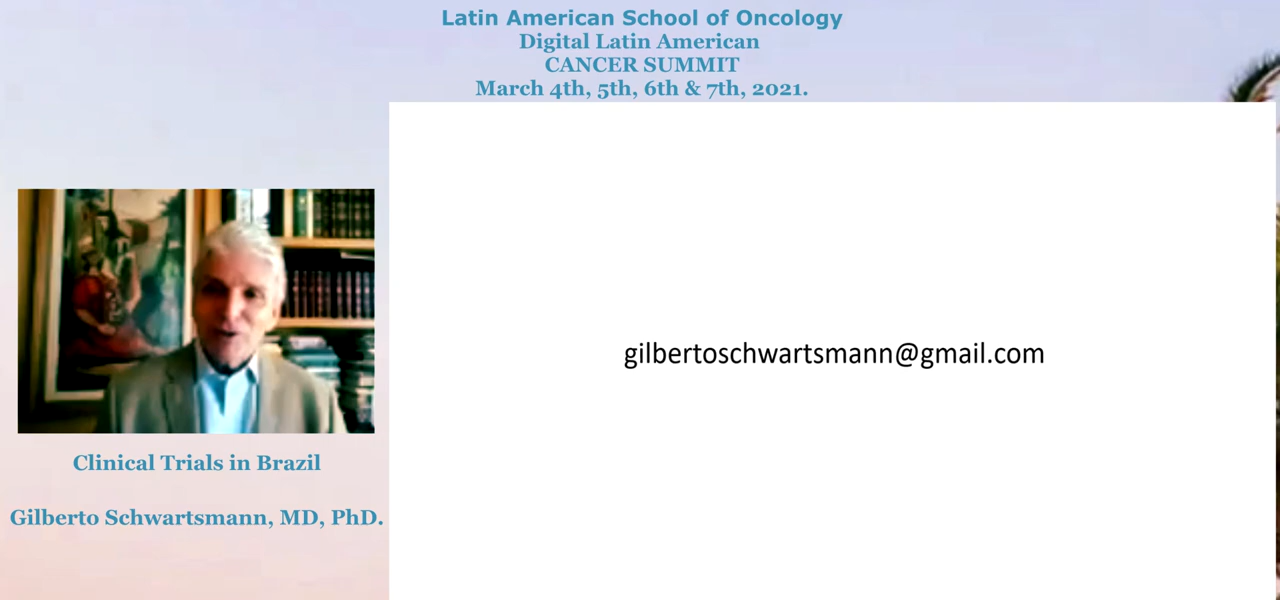 Latin American School of Oncology
Digital Latin American
CANCER SUMMIT
March 4th, 5th, 6th & 7th, 2021.
gilbertoschwartsmann@gmail.com
Clinical Trials in Brazil
Gilberto Schwartsmann, MD, PhD.